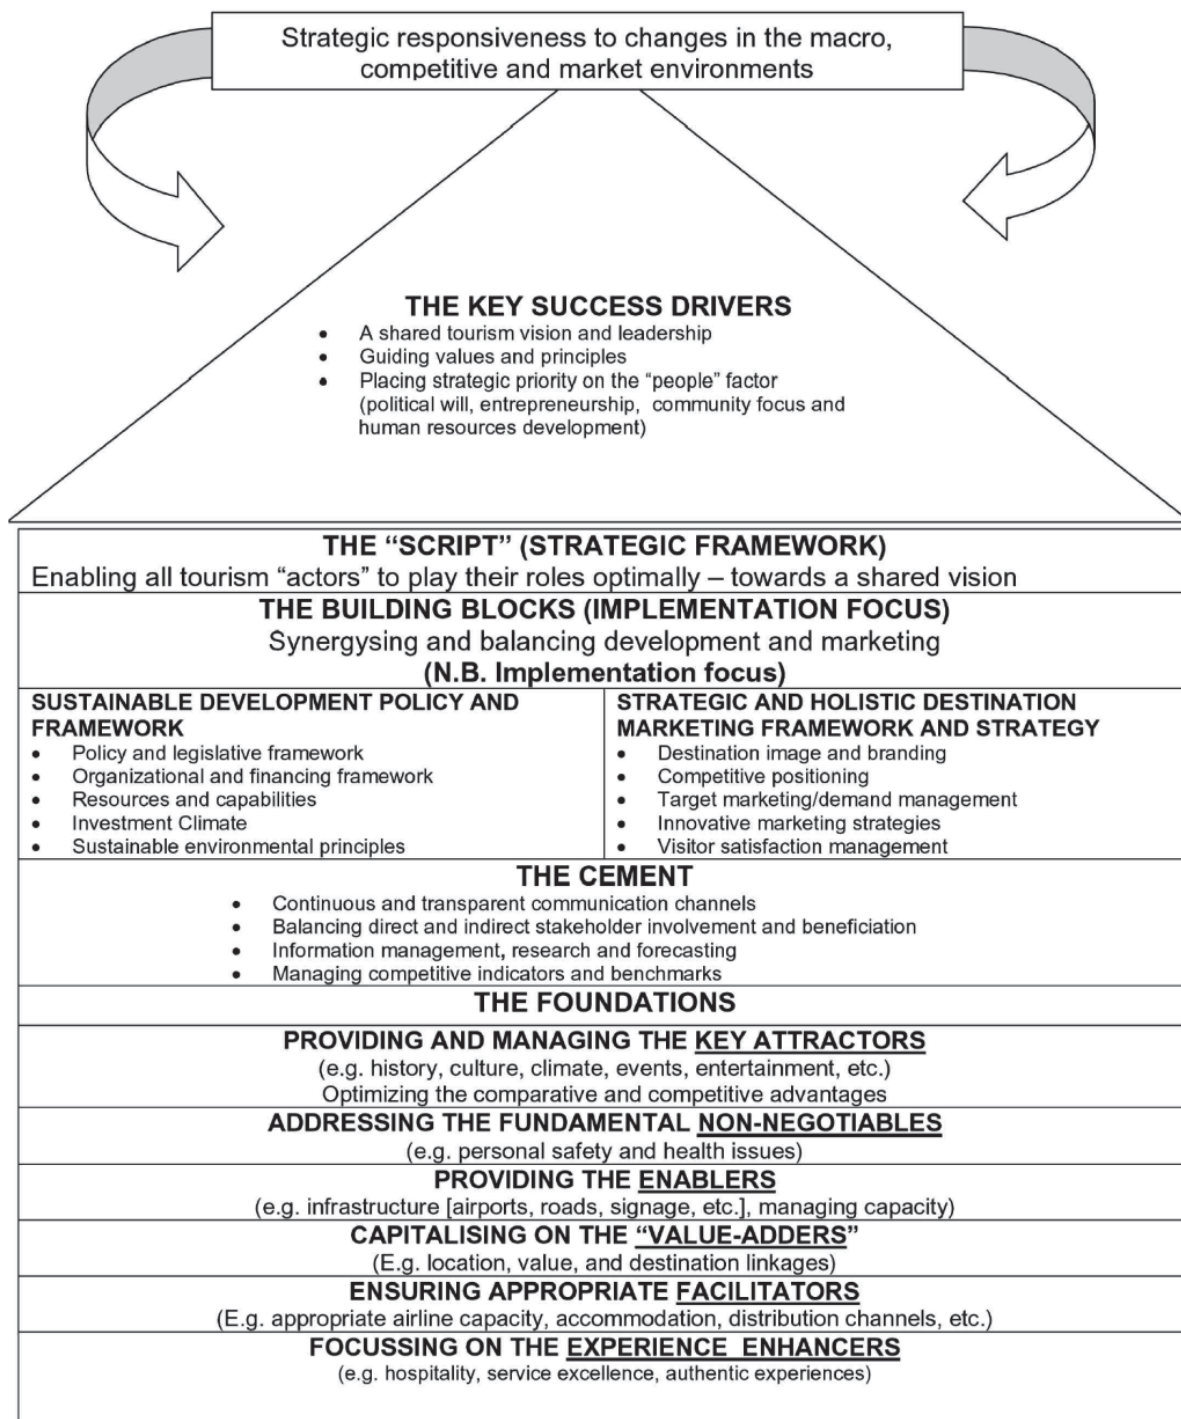 Strategic responsiveness to changes in the macro,
competitive and market environments
THE KEY SUCCESS DRIVERS
• A shared tourism vision and leadership
• Guiding values and principles
• Placing strategic priority on the “people” factor
(political will, entrepreneurship, community focus and
human resources development)
THE “SCRIPT” (STRATEGIC FRAMEWORK)
Enabling all tourism “actors” to play their roles optimally – towards a shared vision
THE BUILDING BLOCKS (IMPLEMENTATION FOCUS)
Synergysing and balancing development and marketing
(N.B. Implementation focus)
SUSTAINABLE DEVELOPMENT POLICY AND
FRAMEWORK
• Policy and legislative framework
• Organizational and financing framework
• Resources and capabilities
• Investment Climate
• Sustainable environmental principles
STRATEGIC AND HOLISTIC DESTINATION
MARKETING FRAMEWORK AND STRATEGY
• Destination image and branding
• Competitive positioning
• Target marketing/demand management
• Innovative marketing strategies
• Visitor satisfaction management
THE CEMENT
• Continuous and transparent communication channels
• Balancing direct and indirect stakeholder involvement and beneficiation
• Information management, research and forecasting
• Managing competitive indicators and benchmarks
THE FOUNDATIONS
PROVIDING AND MANAGING THE KEY ATTRACTORS
(e.g. history, culture, climate, events, entertainment, etc.)
Optimizing the comparative and competitive advantages
ADDRESSING THE FUNDAMENTAL NON-NEGOTIABLES
(e.g. personal safety and health issues)
PROVIDING THE ENABLERS
(e.g. infrastructure [airports, roads, signage, etc.], managing capacity)
CAPITALISING ON THE “VALUE-ADDERS”
(E.g. location, value, and destination linkages)
ENSURING APPROPRIATE FACILITATORS
(E.g. appropriate airline capacity, accommodation, distribution channels, etc.)
FOCUSSING ON THE EXPERIENCE ENHANCERS
(e.g. hospitality, service excellence, authentic experiences)